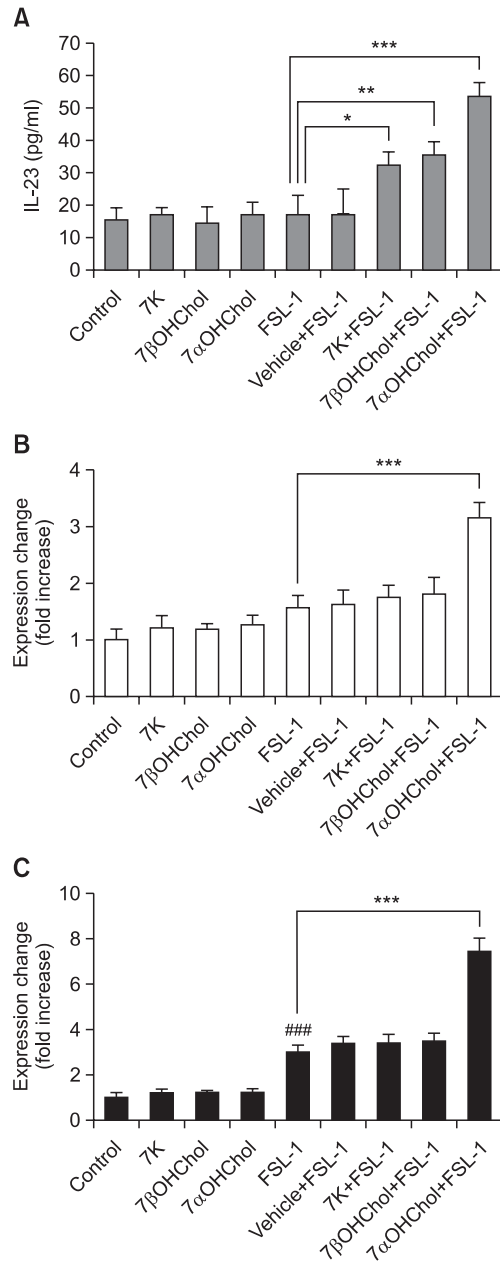 A
IL-23 (pg/ml)
70
60
50
40
30
20
10
0
***
**
*
Control
7K
7βOHChol
7αOHChol
FSL-1
Vehicle+FSL-1
7K+FSL-1
7βOHChol+FSL-1
7αOHChol+FSL-1
B
Expression change
(fold increase)
4
3
2
1
0
***
Control
7K
7βOHChol
7αOHChol
FSL-1
Vehicle+FSL-1
7K+FSL-1
7βOHChol+FSL-1
7αOHChol+FSL-1
C
Expression change
(fold increase)
10
8
6
4
2
0
***
###
Control
7K
7βOHChol
7αOHChol
FSL-1
Vehicle+FSL-1
7K+FSL-1
7βOHChol+FSL-1
7αOHChol+FSL-1